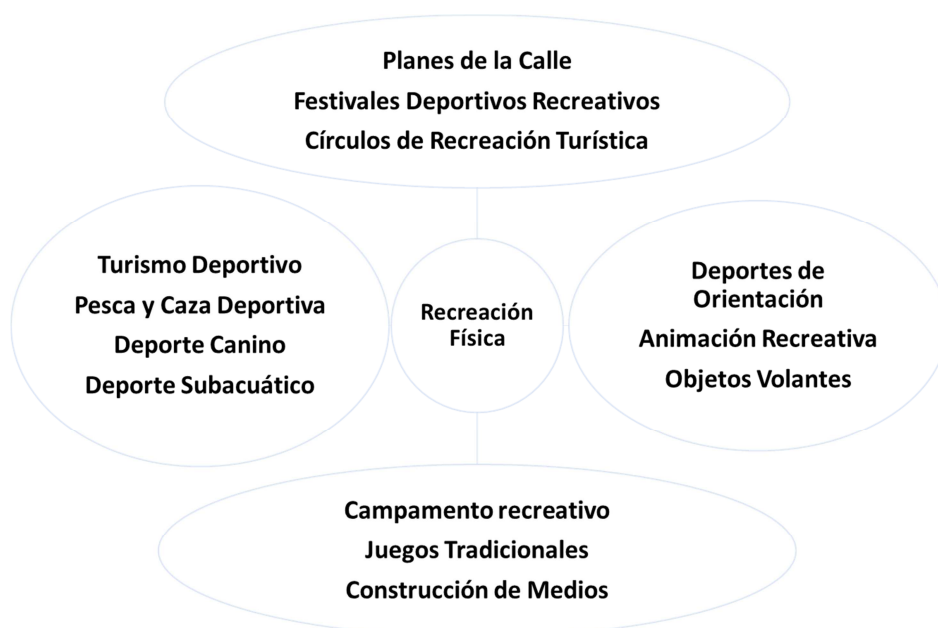 Planes de la Calle
Festivales Deportivos Recreativos
Círculos de Recreación Turística
Turismo Deportivo
Pesca y Caza Deportiva
Deporte Canino
Deporte Subacuático
Recreación
Física
Deportes de
Orientación
Animación Recreativa
Objetos Volantes
Campamento recreativo
Juegos Tradicionales
Construcción de Medios